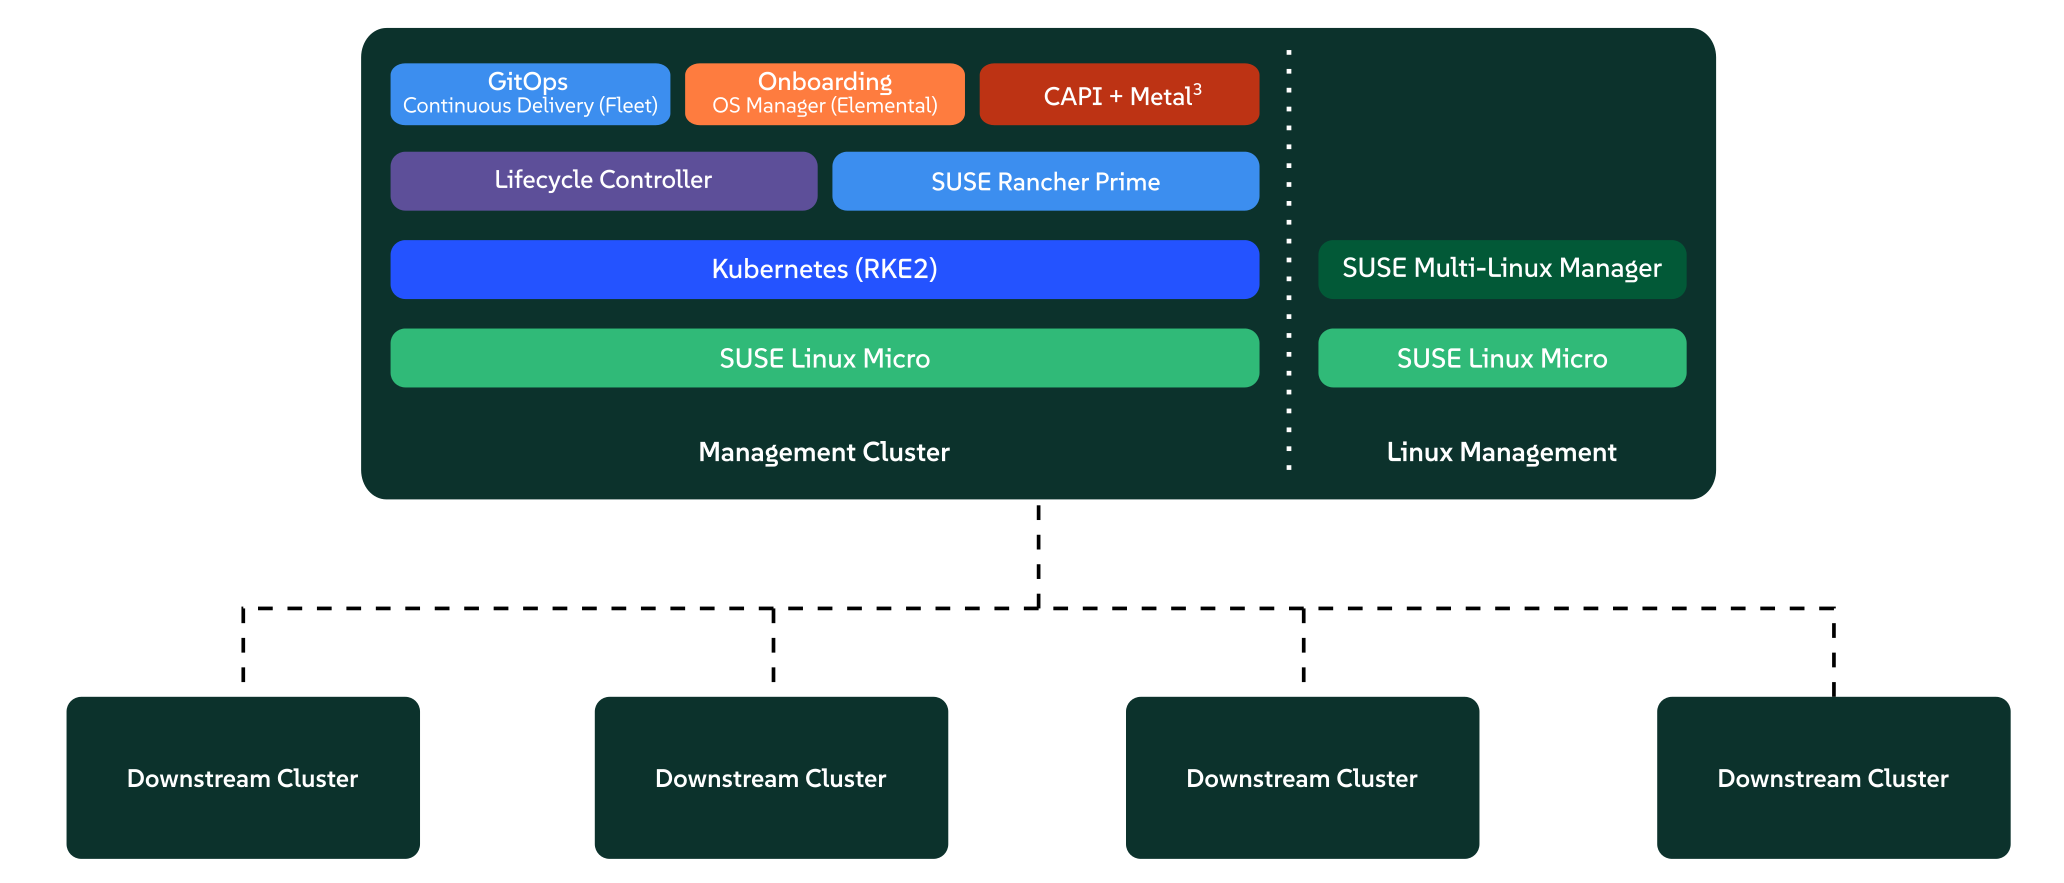 GitOps
Continuous Delivery (Fleet)
Onboarding
OS Manager (Elemental)
CAPI + Metal³
Lifecycle Controller
SUSE Rancher Prime
Kubernetes (RKE2)
SUSE Multi-Linux Manager
SUSE Linux Micro
SUSE Linux Micro
Management Cluster
Linux Management
Downstream Cluster
Downstream Cluster
Downstream Cluster
Downstream Cluster